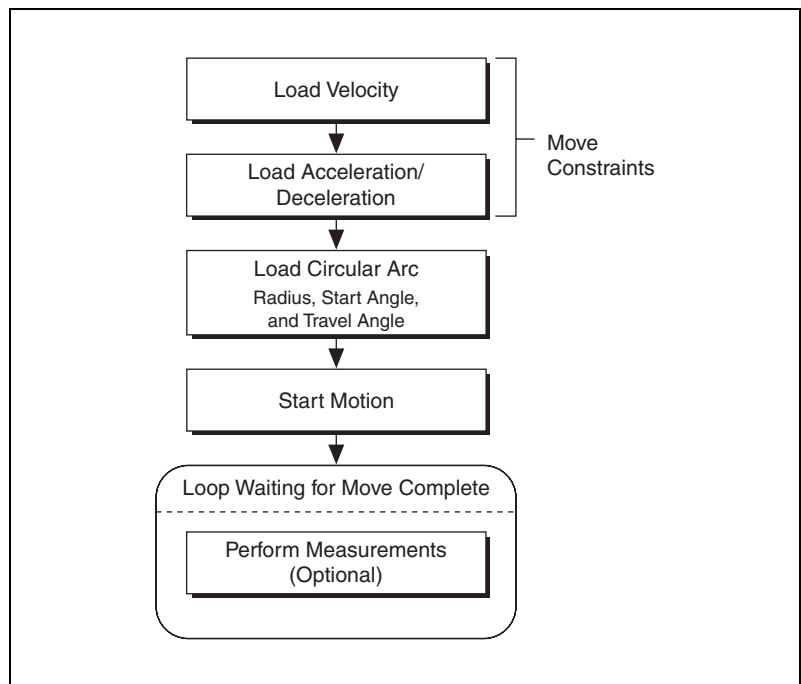 Load Velocity
Load Acceleration/
Deceleration
Move
Constraints
Load Circular Arc
Radius, Start Angle,
and Travel Angle
Start Motion
Loop Waiting for Move Complete
Perform Measurements
(Optional)